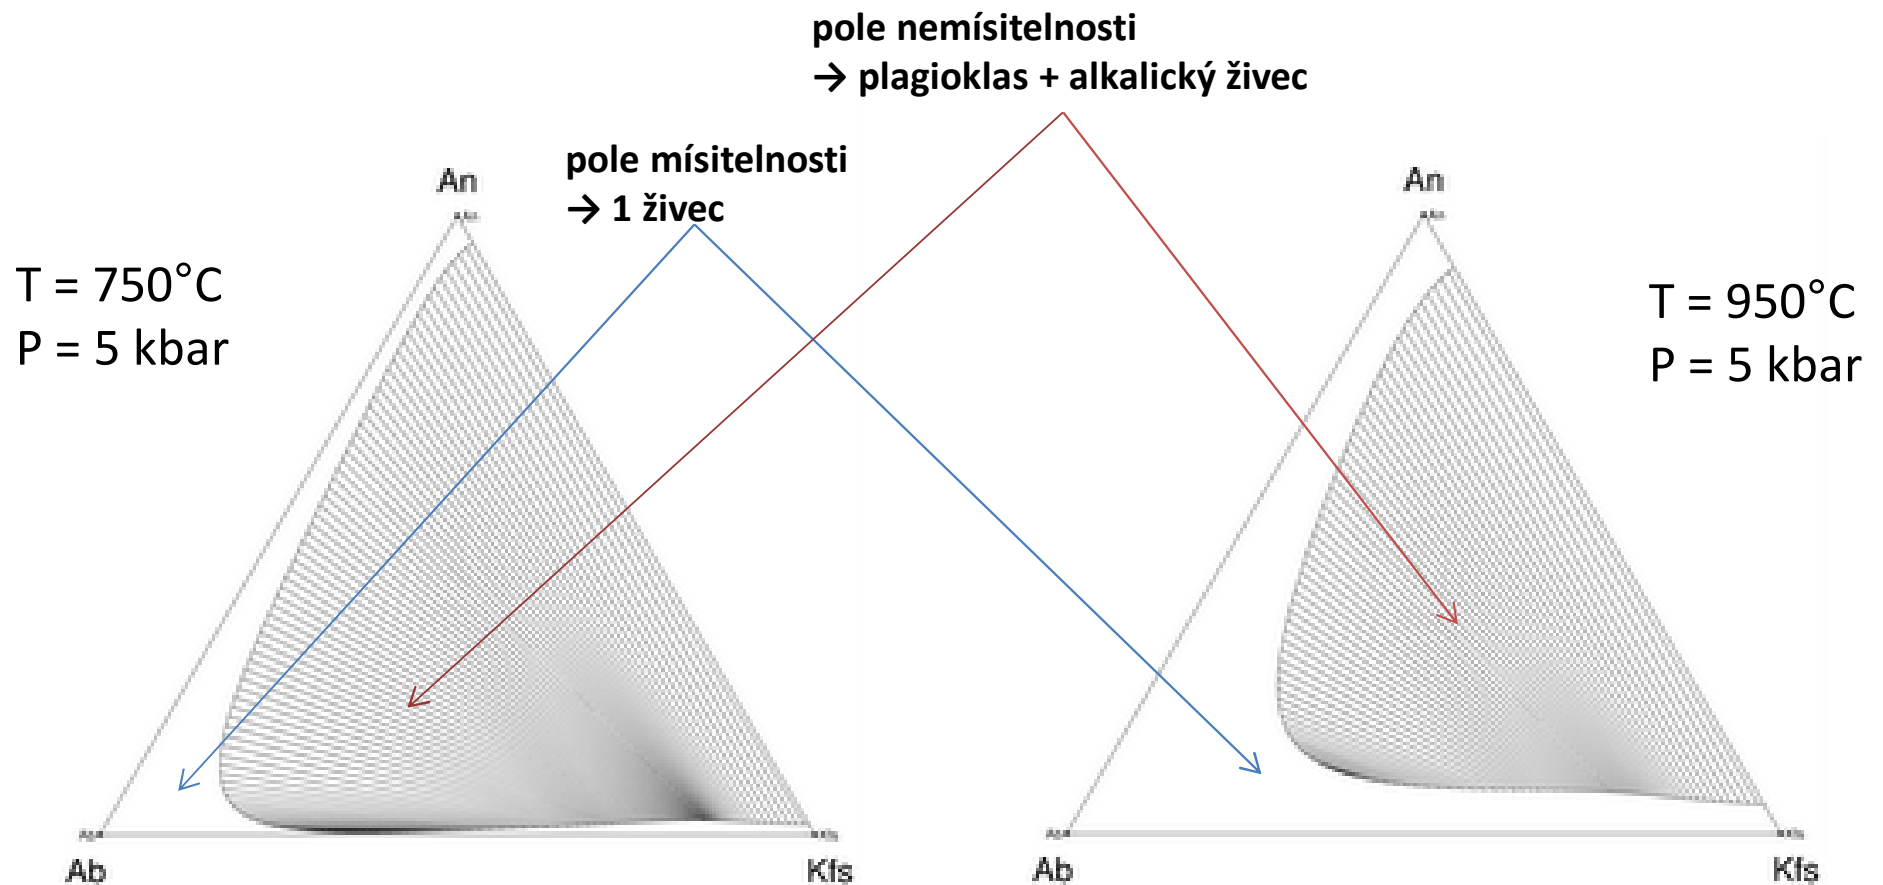 pole nemísitelnosti
→ plagioklas + alkalický živec
pole mísitelnosti
→ 1 živec
An
An
T = 750°C
P = 5 kbar
T = 950°C
P = 5 kbar
Ab
Kfs
Ab
Kfs